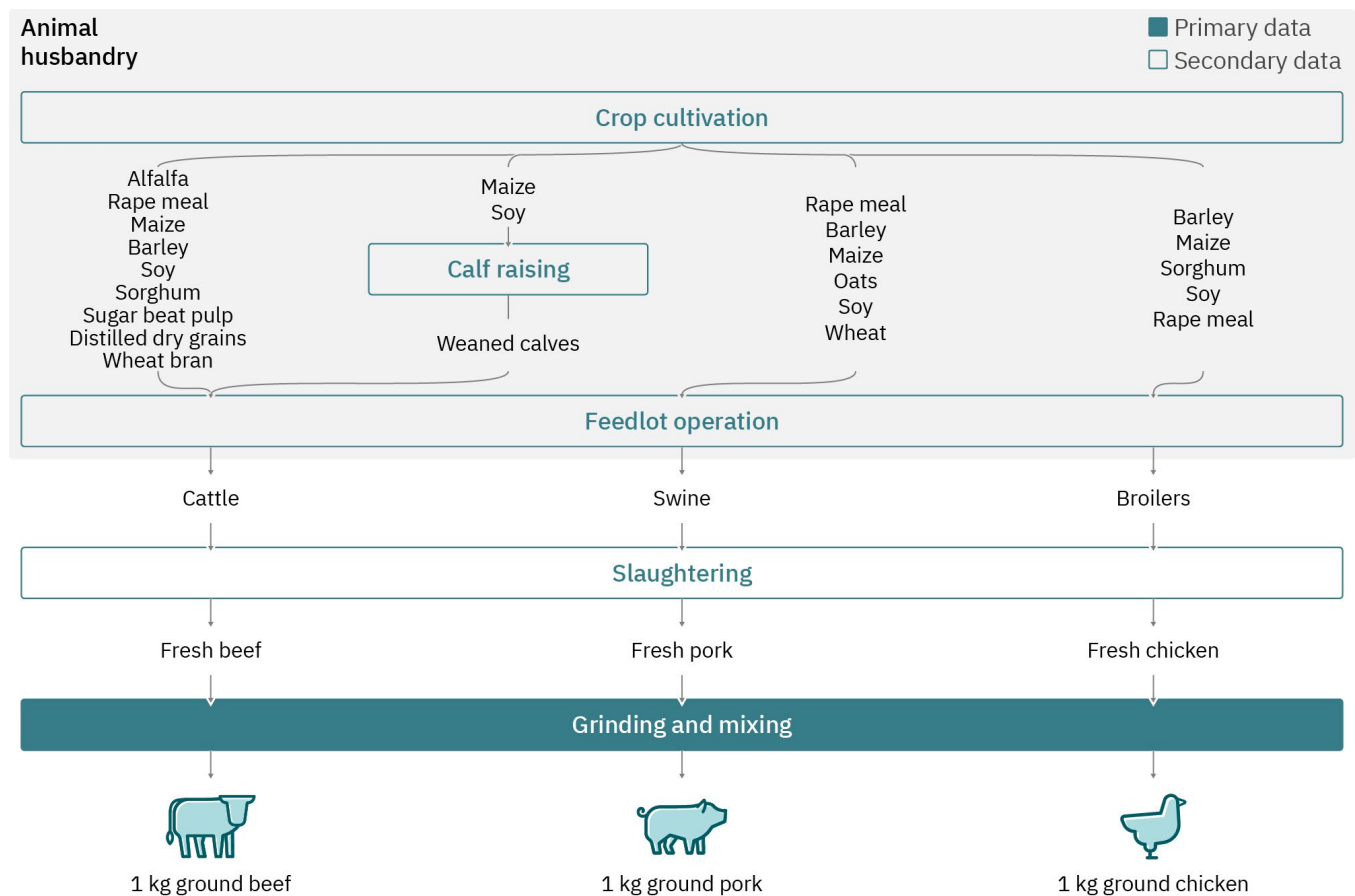 Animal
husbandry
Primary data
Secondary data
Crop cultivation
Alfalfa
Rape meal
Maize
Barley
Soy
Sorghum
Sugar beat pulp
Distilled dry grains
Wheat bran
Maize
Soy
Calf raising
Weaned calves
Rape meal
Barley
Maize
Oats
Soy
Wheat
Barley
Maize
Sorghum
Soy
Rape meal
Feedlot operation
Cattle
Swine
Broilers
Slaughtering
Fresh beef
Fresh pork
Fresh chicken
Grinding and mixing
1 kg ground beef
1 kg ground pork
1 kg ground chicken